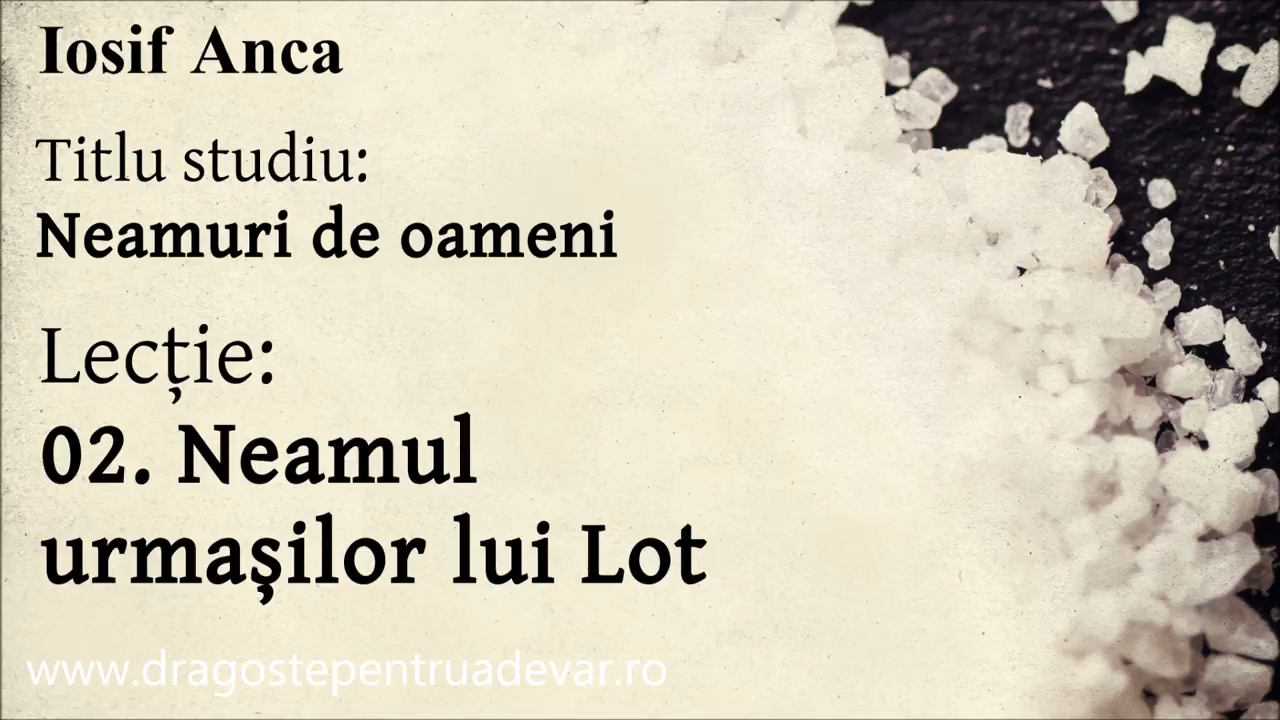 Iosif Anca
Titlu studiu:
Neamuri de oameni
Lecție:
02. Neamul
urmașilor lui Lot
www.dragostepentruadevar.ro